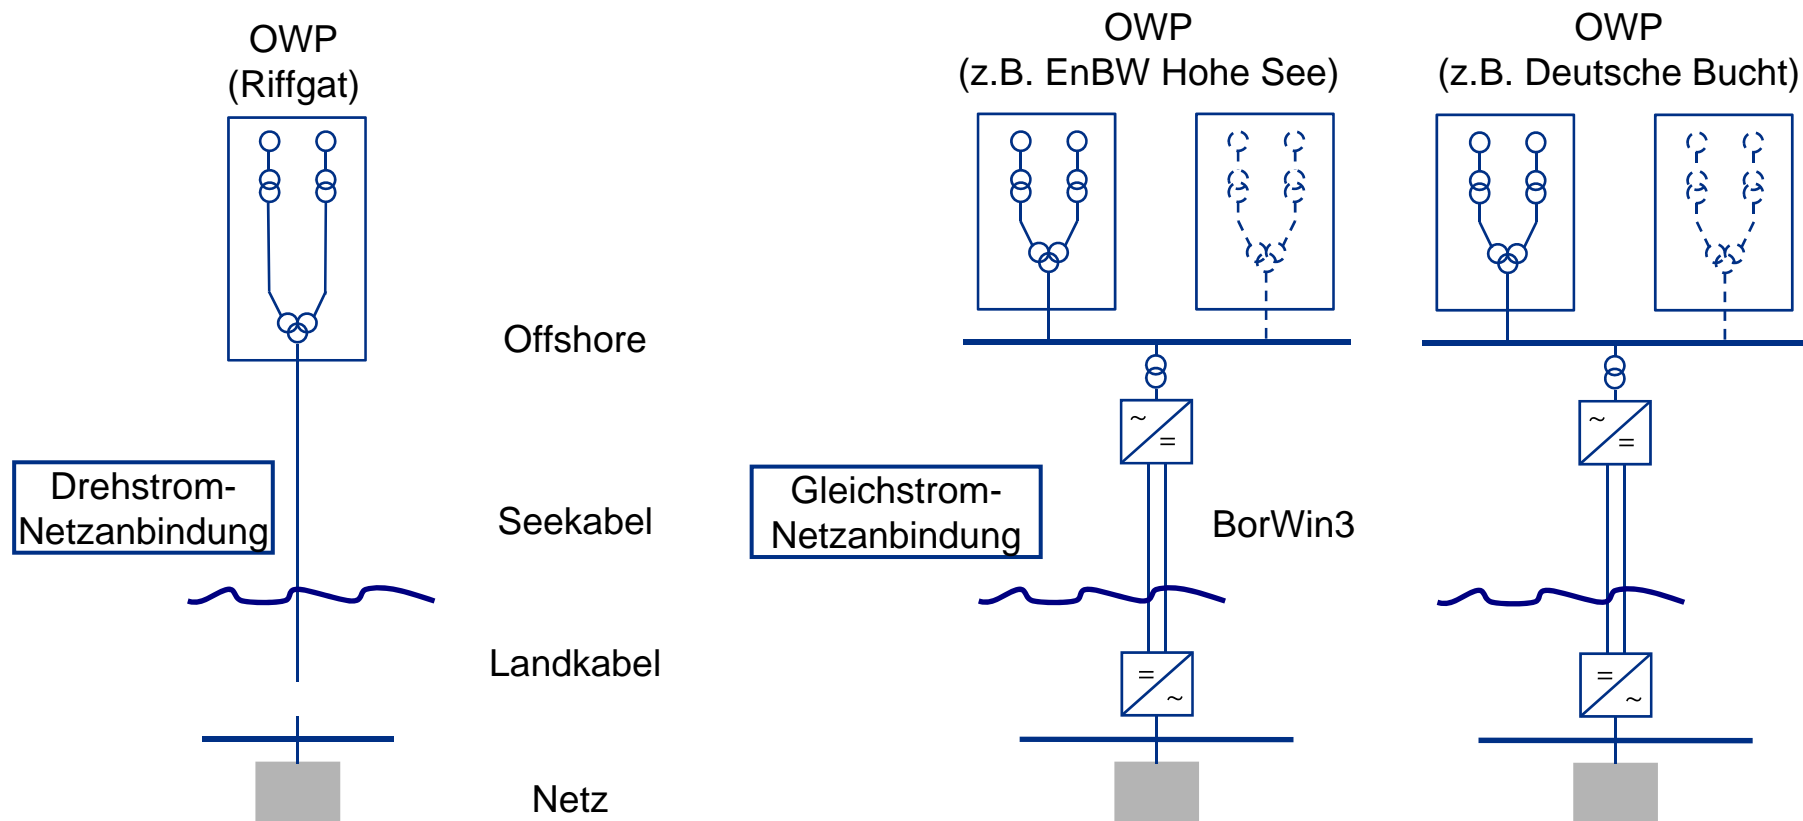 OWP
(Riffgat)
OWP
(z.B. EnBW Hohe See)
OWP
(z.B. Deutsche Bucht)
Offshore
~
=
~
=
Drehstrom-
Netzanbindung
Seekabel
Gleichstrom-
Netzanbindung
BorWin3
Landkabel
=
~
=
~
Netz